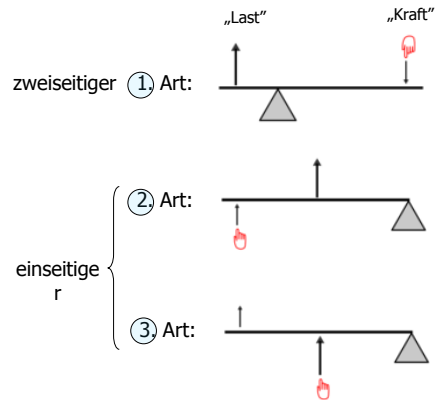 „Last” „Kraft”
zweiseitiger 1. Art:
2. Art:
einseitige
r
3. Art: